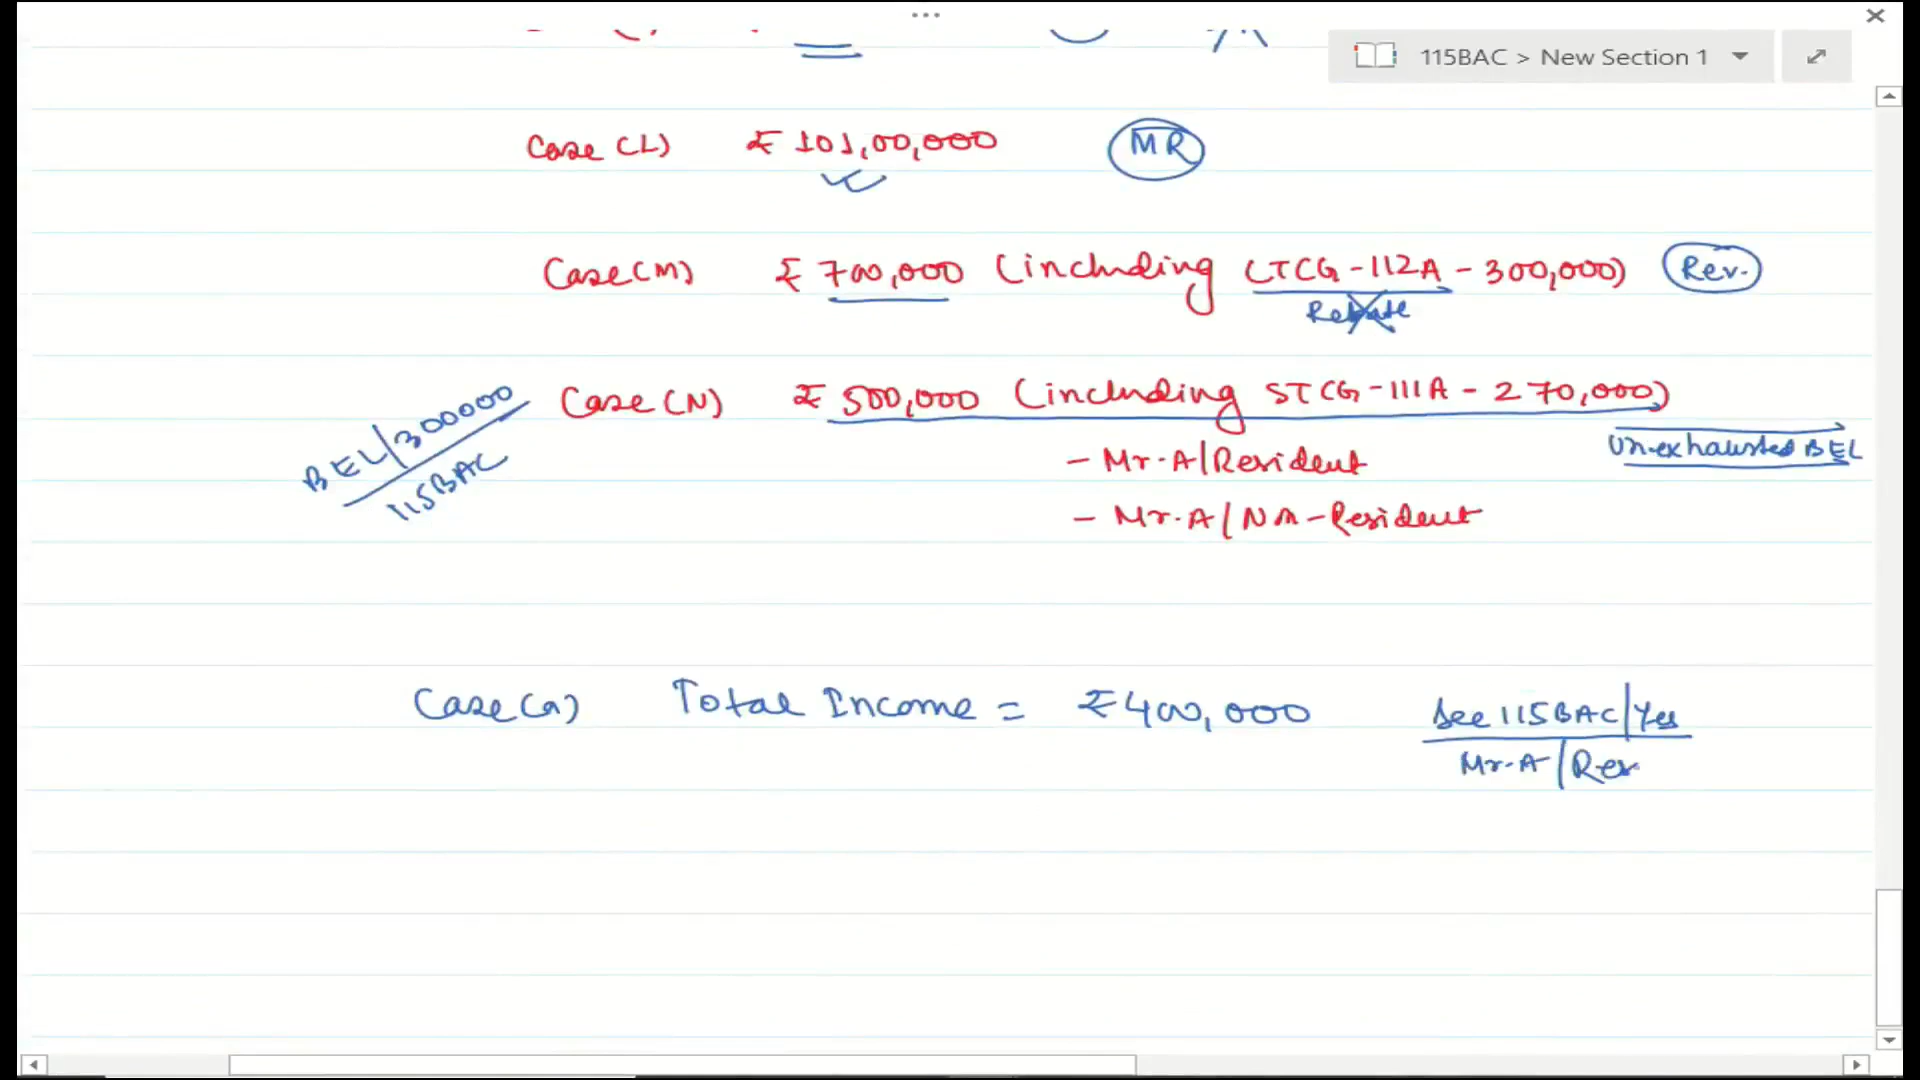 115BAC > New Section 1
Case (L) ₹ 101,00,000 MR
Case (M) ₹ 700,000 (including LTCG-112A - 300,000) Rev.
Rebate
Case (N) ₹ 500,000 (including STCG-111A - 270,000)
BEL/300000
115BAC
Un-exhausted BEL
- Mr.A/Resident
- Mr.A/Non-Resident
Case (a) Total Income = ₹ 400,000 See 115BAC/Yes
Mr.A/Res